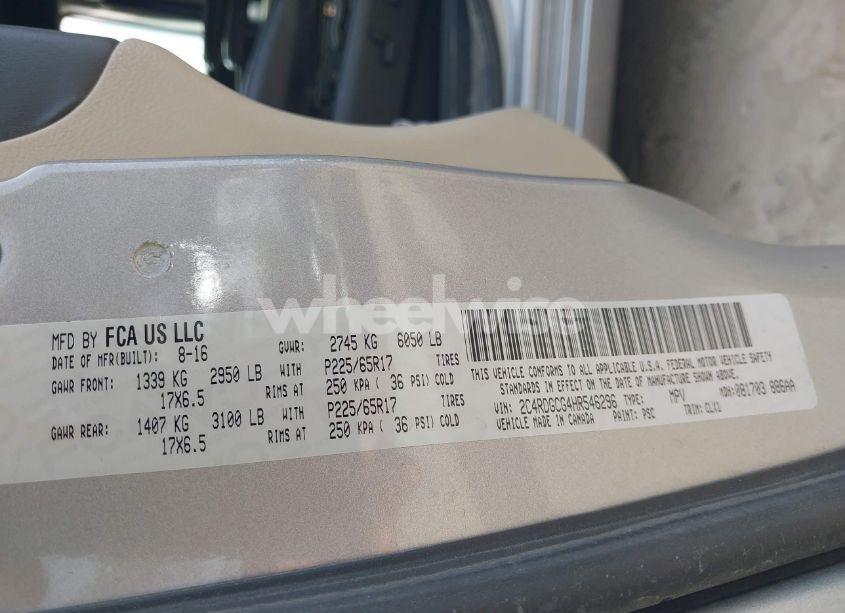 wheelwise
MFD BY FCA US LLC
DATE OF MFR(BUILT): 8-16
GVWR: 2745 KG 6050 LB
GAWR FRONT: 1339 KG 2950 LB WITH P225/65R17 TIRES
17X6.5 RIMS AT 250 KPA ( 36 PSI) COLD
GAWR REAR: 1407 KG 3100 LB WITH P225/65R17 TIRES
17X6.5 RIMS AT 250 KPA ( 36 PSI) COLD
THIS VEHICLE CONFORMS TO ALL APPLICABLE U.S.A. FEDERAL MOTOR VEHICLE SAFETY
STANDARDS IN EFFECT ON THE DATE OF MANUFACTURE SHOWN ABOVE.
VIN: 2C4RDGCG4HR546296 TYPE: MPV MDH: 081703 886AA
VEHICLE MADE IN CANADA PAINT: PSC TRIM: